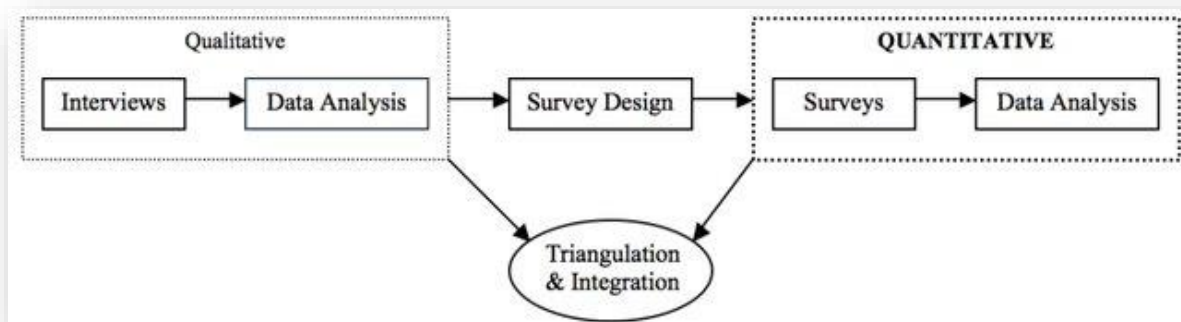 Qualitative
QUANTITATIVE
Interviews
Data Analysis
Survey Design
Surveys
Data Analysis
Triangulation
& Integration